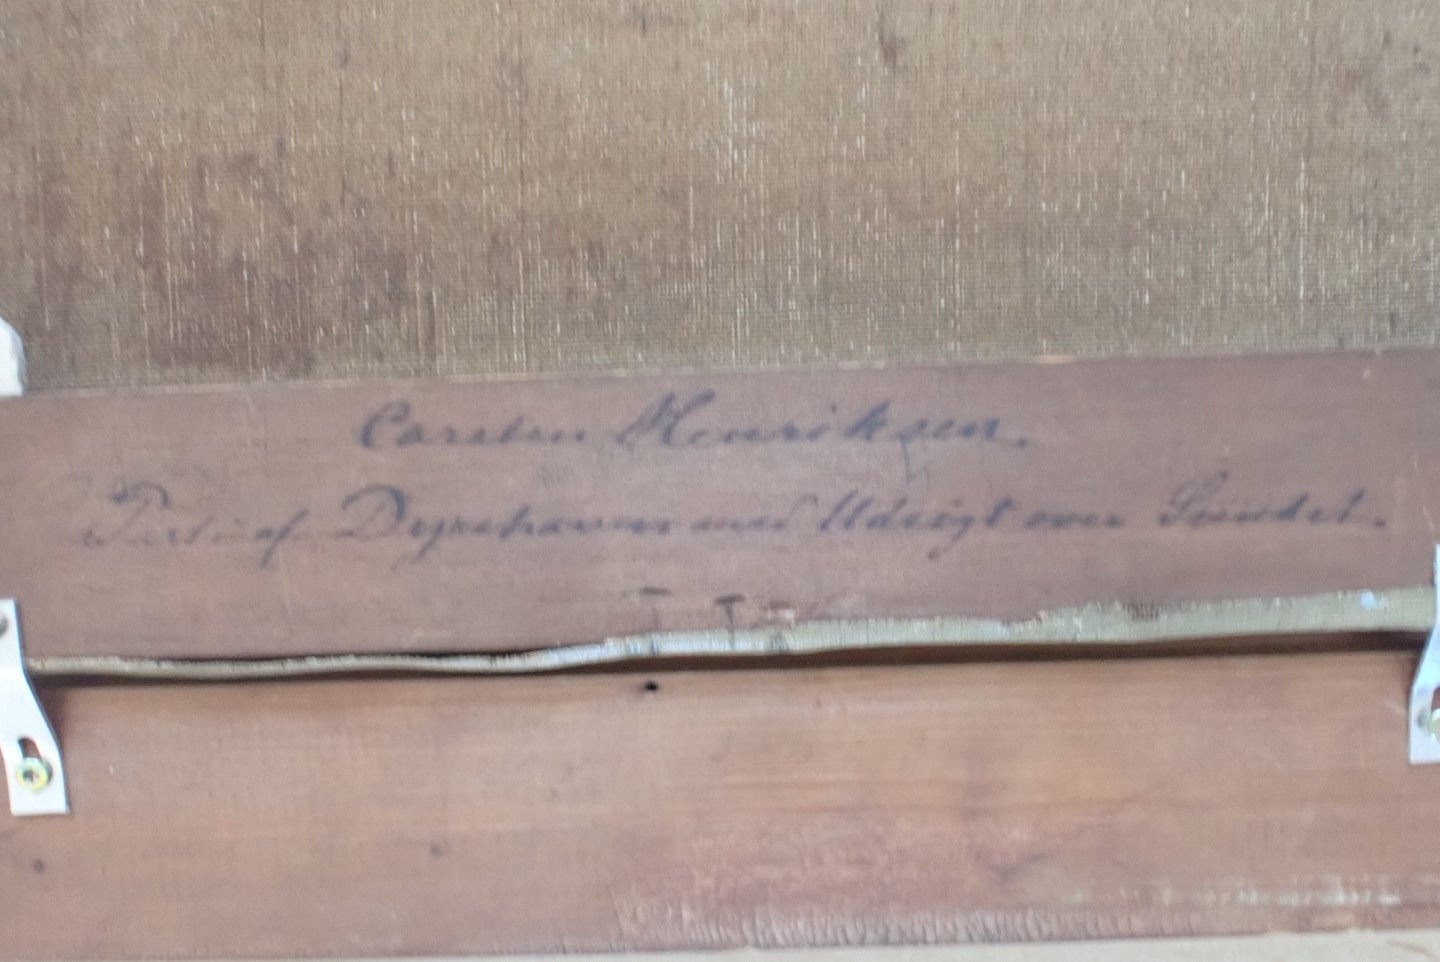 Carsten Henriksen.
Parti af Dyrehaven med Udsigt over Sundet.